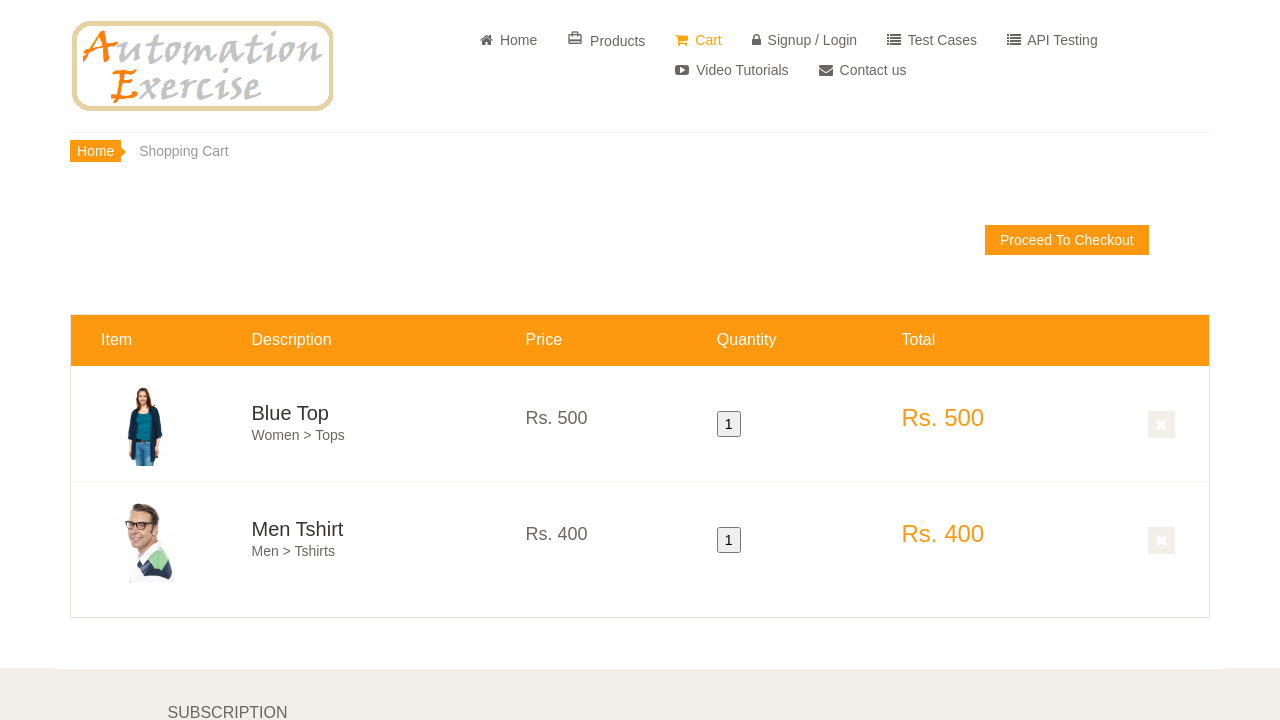 Automation
Exercise
Home
Products
Cart
Signup / Login
Test Cases
API Testing
Video Tutorials
Contact us
Home
Shopping Cart
Proceed To Checkout
Item Description Price Quantity Total
Blue Top
Women > Tops
Rs. 500
1
Rs. 500
Men Tshirt
Men > Tshirts
Rs. 400
1
Rs. 400
SUBSCRIPTION